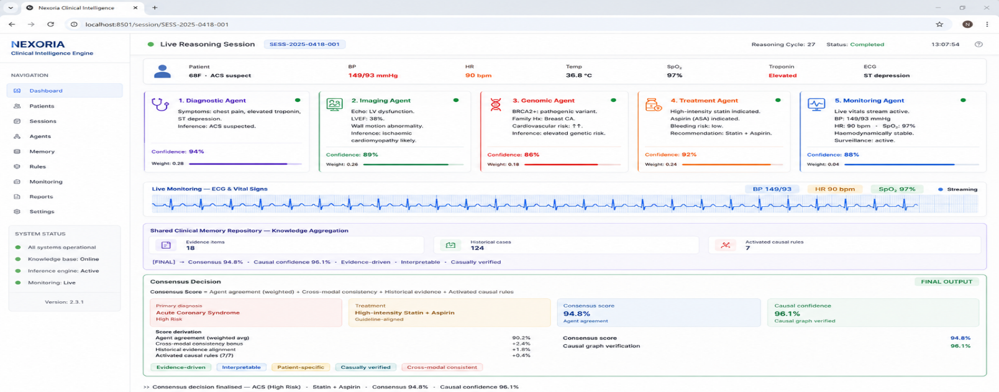 Nexoria Clinical Intelligence
localhost:8501/session/SESS-2025-0418-001
N
NEXORIA
Clinical Intelligence Engine
NAVIGATION
Dashboard
Patients
Sessions
Agents
Memory
Rules
Monitoring
Reports
Settings
SYSTEM STATUS
All systems operational
Knowledge base: Online
Inference engine: Active
Monitoring: Live
Version: 2.3.1
Live Reasoning Session SESS-2025-0418-001 Reasoning Cycle: 27 Status: Completed 13:07:54 ?
Patient BP HR Temp SpO₂ Troponin ECG
68F · ACS suspect 149/93 mmHg 90 bpm 36.8 °C 97% Elevated ST depression
1. Diagnostic Agent
Symptoms: chest pain, elevated troponin,
ST depression.
Inference: ACS suspected.
Confidence: 94%
Weight: 0.28
2. Imaging Agent
Echo: LV dysfunction.
LVEF: 38%.
Wall motion abnormality.
Inference: ischaemic
cardiomyopathy likely.
Confidence: 89%
Weight: 0.26
3. Genomic Agent
BRCA2+: pathogenic variant.
Family Hx: Breast CA.
Cardiovascular risk: ↑↑.
Inference: elevated genetic risk.
Confidence: 86%
Weight: 0.18
4. Treatment Agent
High-intensity statin indicated.
Aspirin (ASA) indicated.
Bleeding risk: low.
Recommendation: Statin + Aspirin.
Confidence: 92%
Weight: 0.24
5. Monitoring Agent
Live vitals stream active.
BP: 149/93 mmHg
HR: 90 bpm · SpO₂: 97%
Haemodynamically stable.
Surveillance: active.
Confidence: 88%
Weight: 0.04
Live Monitoring — ECG & Vital Signs BP 149/93 HR 90 bpm SpO₂ 97% Streaming
Shared Clinical Memory Repository — Knowledge Aggregation
Evidence items
18
Historical cases
124
Activated causal rules
7
[FINAL] → Consensus 94.8% · Causal confidence 96.1% · Evidence-driven · Interpretable · Casually verified
Consensus Decision FINAL OUTPUT
Consensus Score = Agent agreement (weighted) + Cross-modal consistency + Historical evidence + Activated causal rules
Primary diagnosis
Acute Coronary Syndrome
High Risk
Treatment
High-intensity Statin + Aspirin
Guideline-aligned
Consensus score
94.8%
Agent agreement
Causal confidence
96.1%
Causal graph verified
Score derivation
Agent agreement (weighted avg) 90.2%
Cross-modal consistency bonus +2.4%
Historical evidence alignment +1.8%
Activated causal rules (7/7) +0.4%
Consensus score 94.8%
Causal graph verification 96.1%
Evidence-driven Interpretable Patient-specific Casually verified Cross-modal consistent
>> Consensus decision finalised — ACS (High Risk) · Statin + Aspirin · Consensus 94.8% · Causal confidence 96.1%